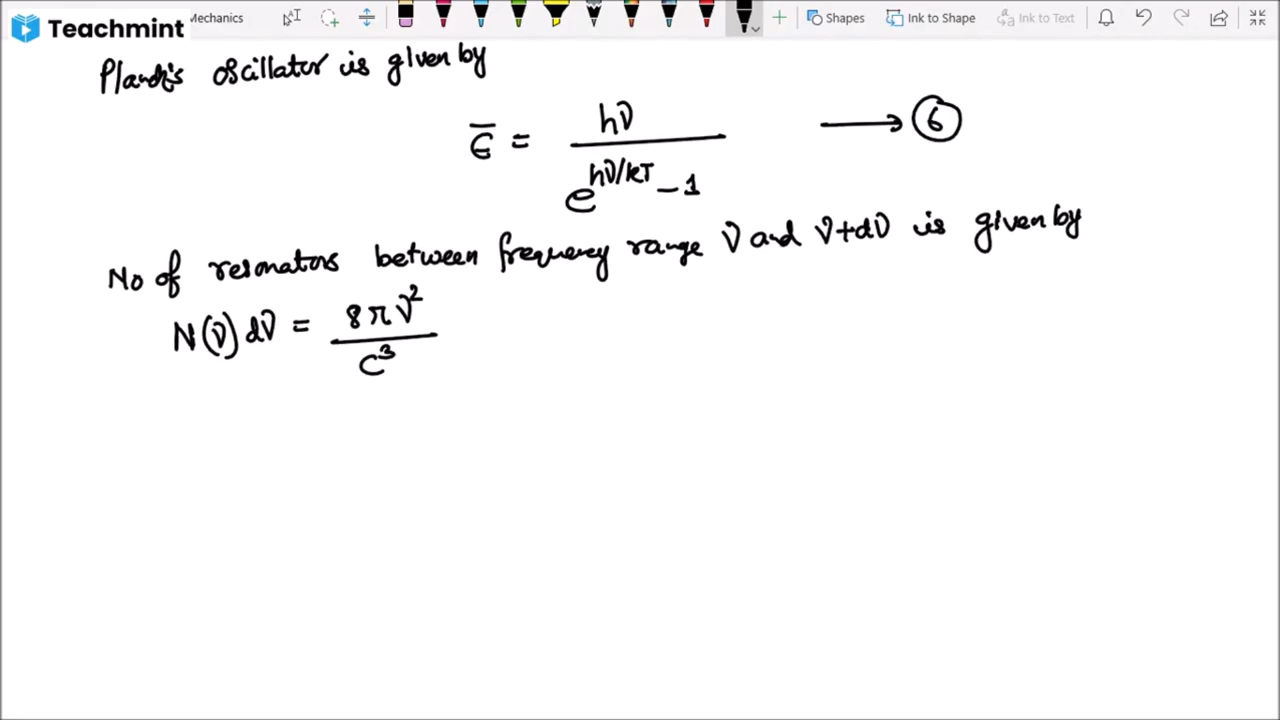 Teachmint
Mechanics
Shapes
Ink to Shape
Ink to Text
Planck's oscillator is given by
ε̄ = hν / e^{hν/kT} - 1 ⟶ ⑥
No of resonators between frequency range ν and ν+dν is given by
N(ν)dν = 8πν² / C³